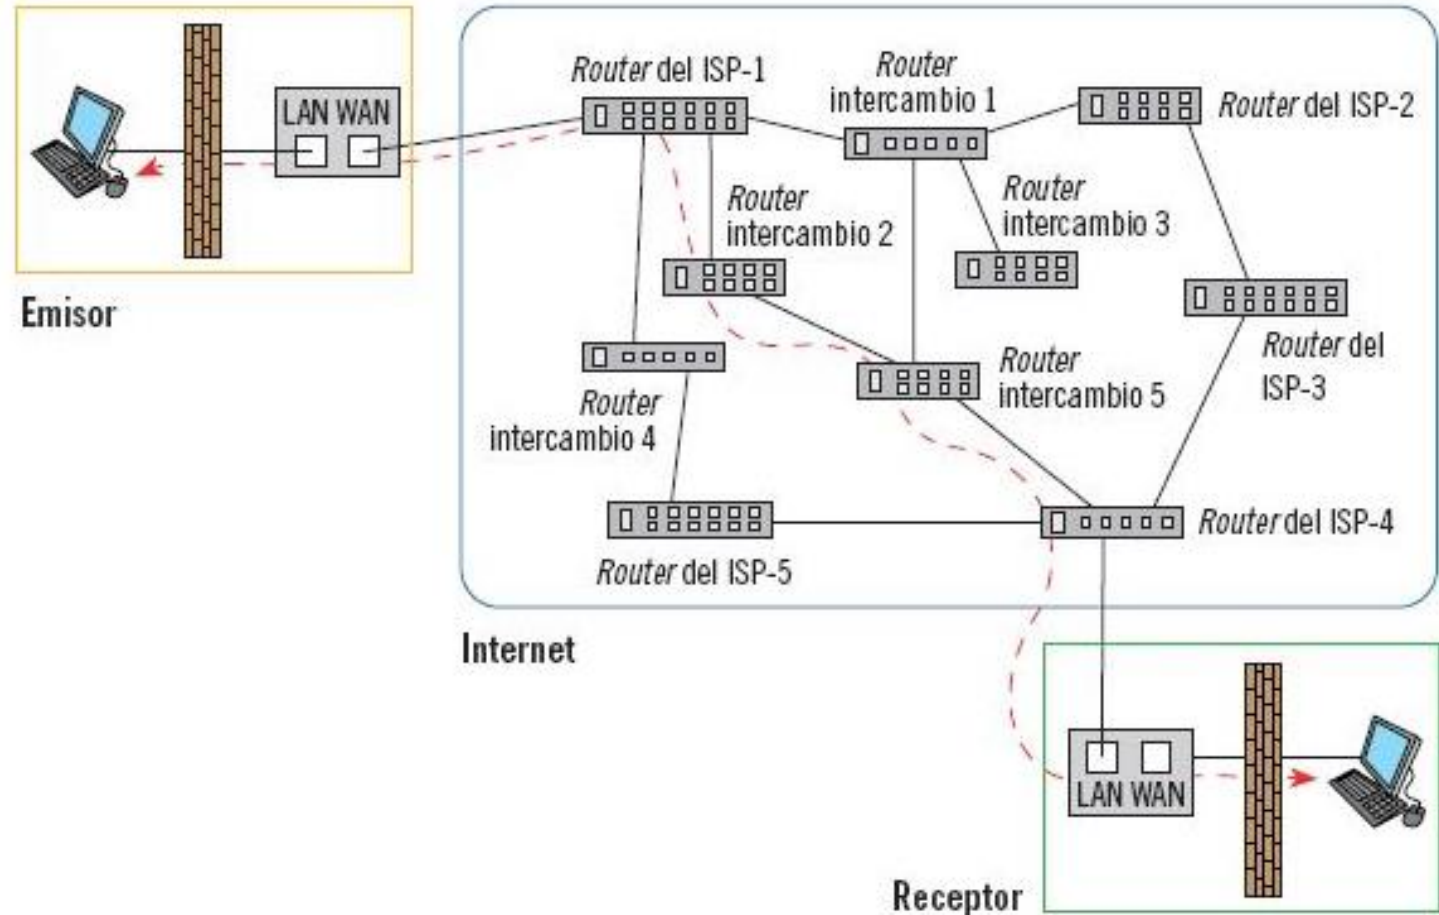 LAN WAN
Emisor
Router del ISP-1
Router
intercambio 1
Router del ISP-2
Router
intercambio 2
Router
intercambio 3
Router del
ISP-3
Router
intercambio 4
Router
intercambio 5
Router del ISP-5
Router del ISP-4
Internet
LAN WAN
Receptor